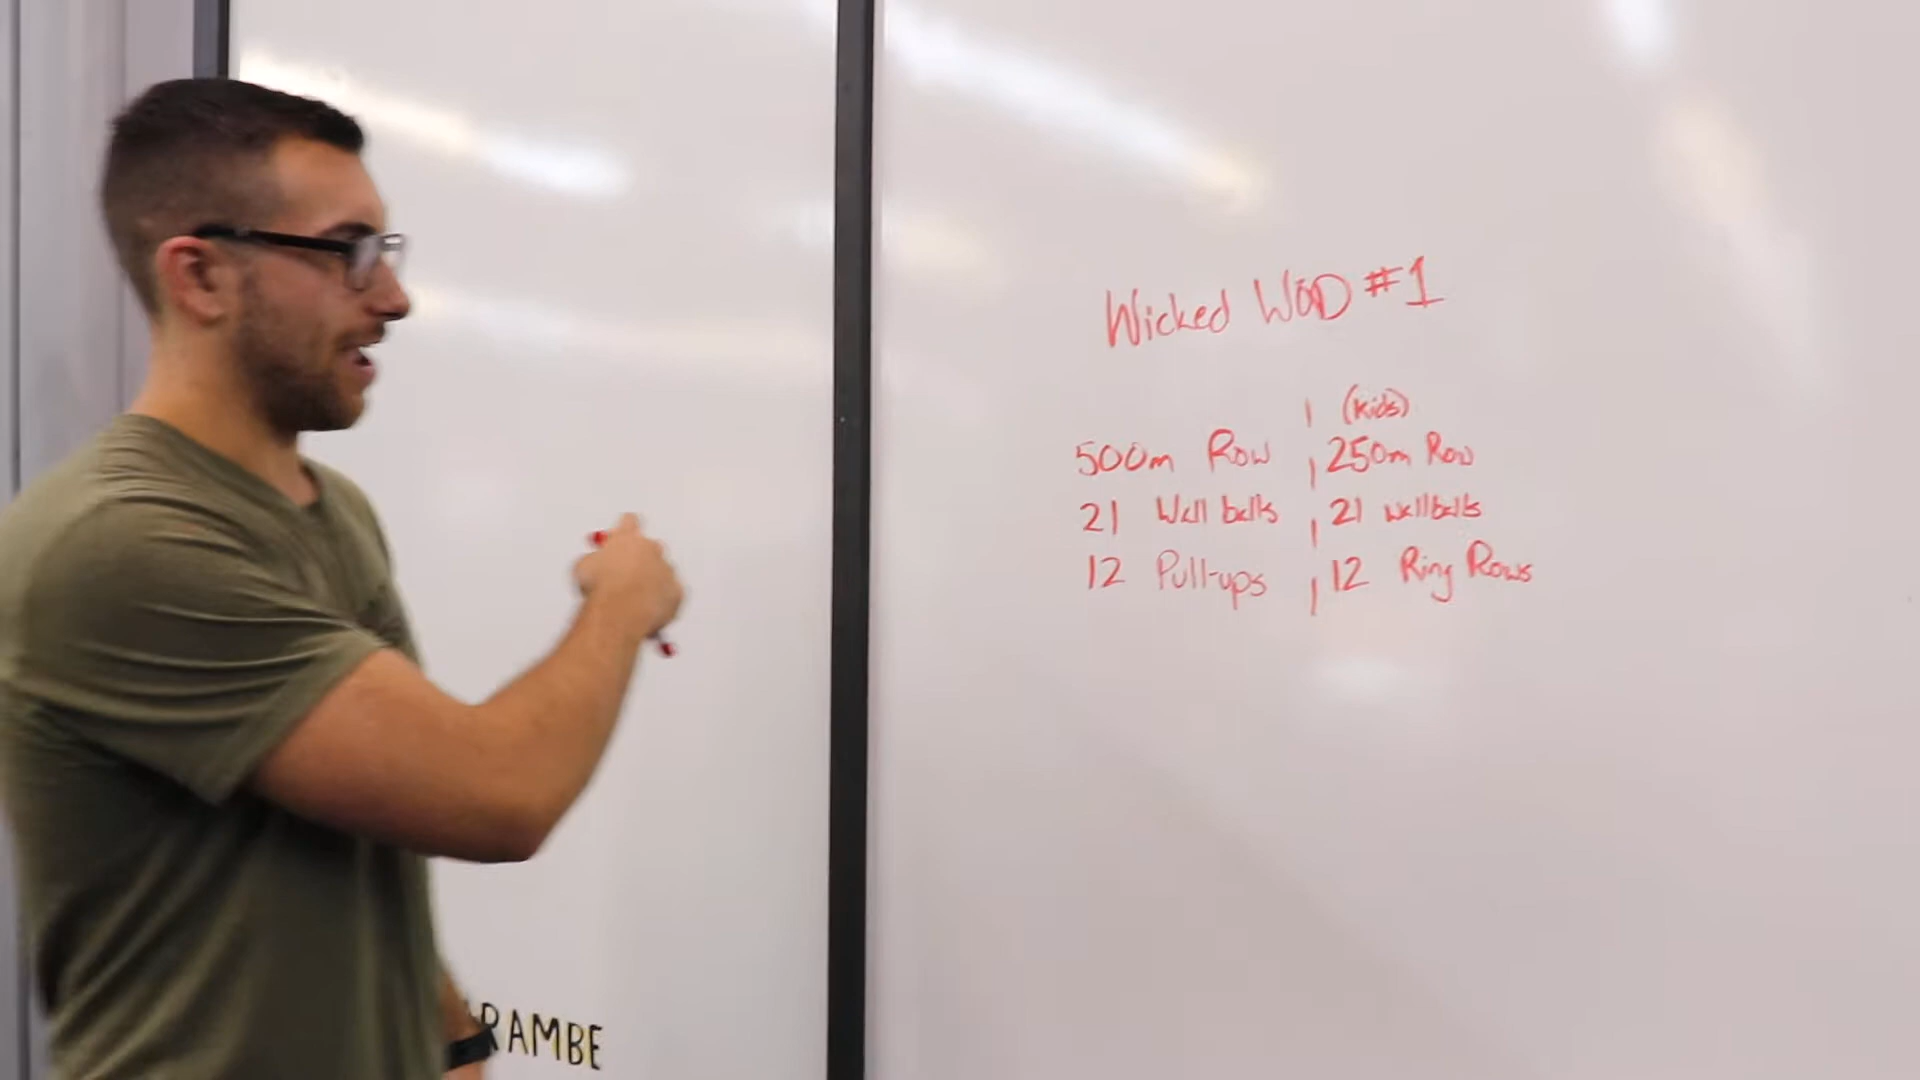 Wicked WOD #1
(kids)
500m Row | 250m Row
21 Wall balls | 21 wallballs
12 Pull-ups | 12 Ring Rows
RAMBE